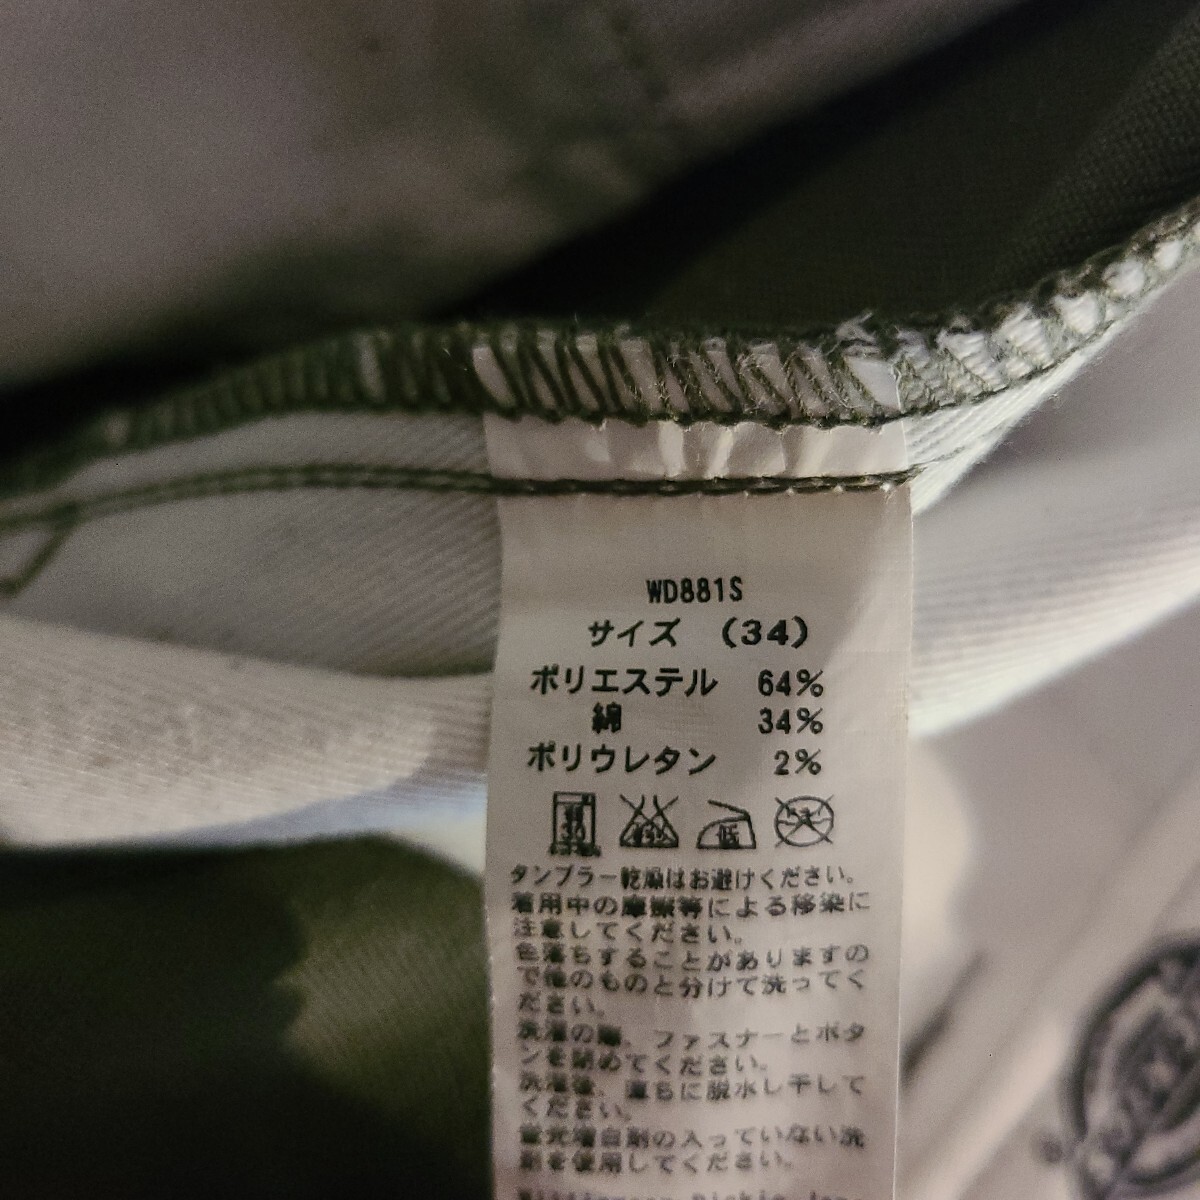 WD881S
サイズ （34）
ポリエステル 64%
綿 34%
ポリウレタン 2%
30
低
タンブラー乾燥はお避けください。
着用中の摩擦等による移染に
注意してください。
色落ちすることがありますの
で他のものと分けて洗ってく
ださい。
洗濯の際、ファスナーとボタ
ンを閉めてください。
洗濯後、直ちに脱水し干して
ください。
蛍光増白剤の入っていない洗
剤を使用してください。